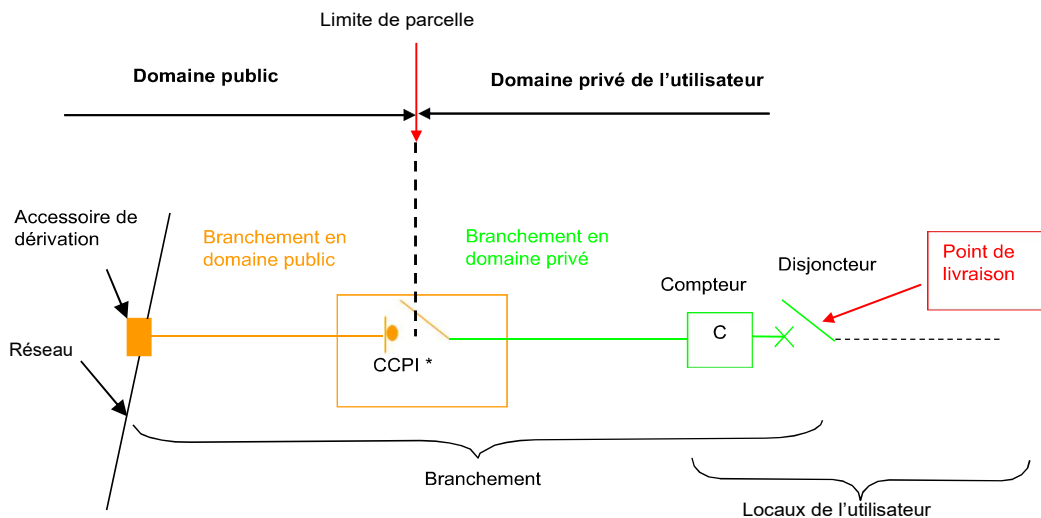 Limite de parcelle
Domaine public
Domaine privé de l’utilisateur
Accessoire de
dérivation
Branchement en
domaine public
Branchement en
domaine privé
Compteur
Disjoncteur
Point de
livraison
Réseau
C
CCPI *
Branchement
Locaux de l’utilisateur